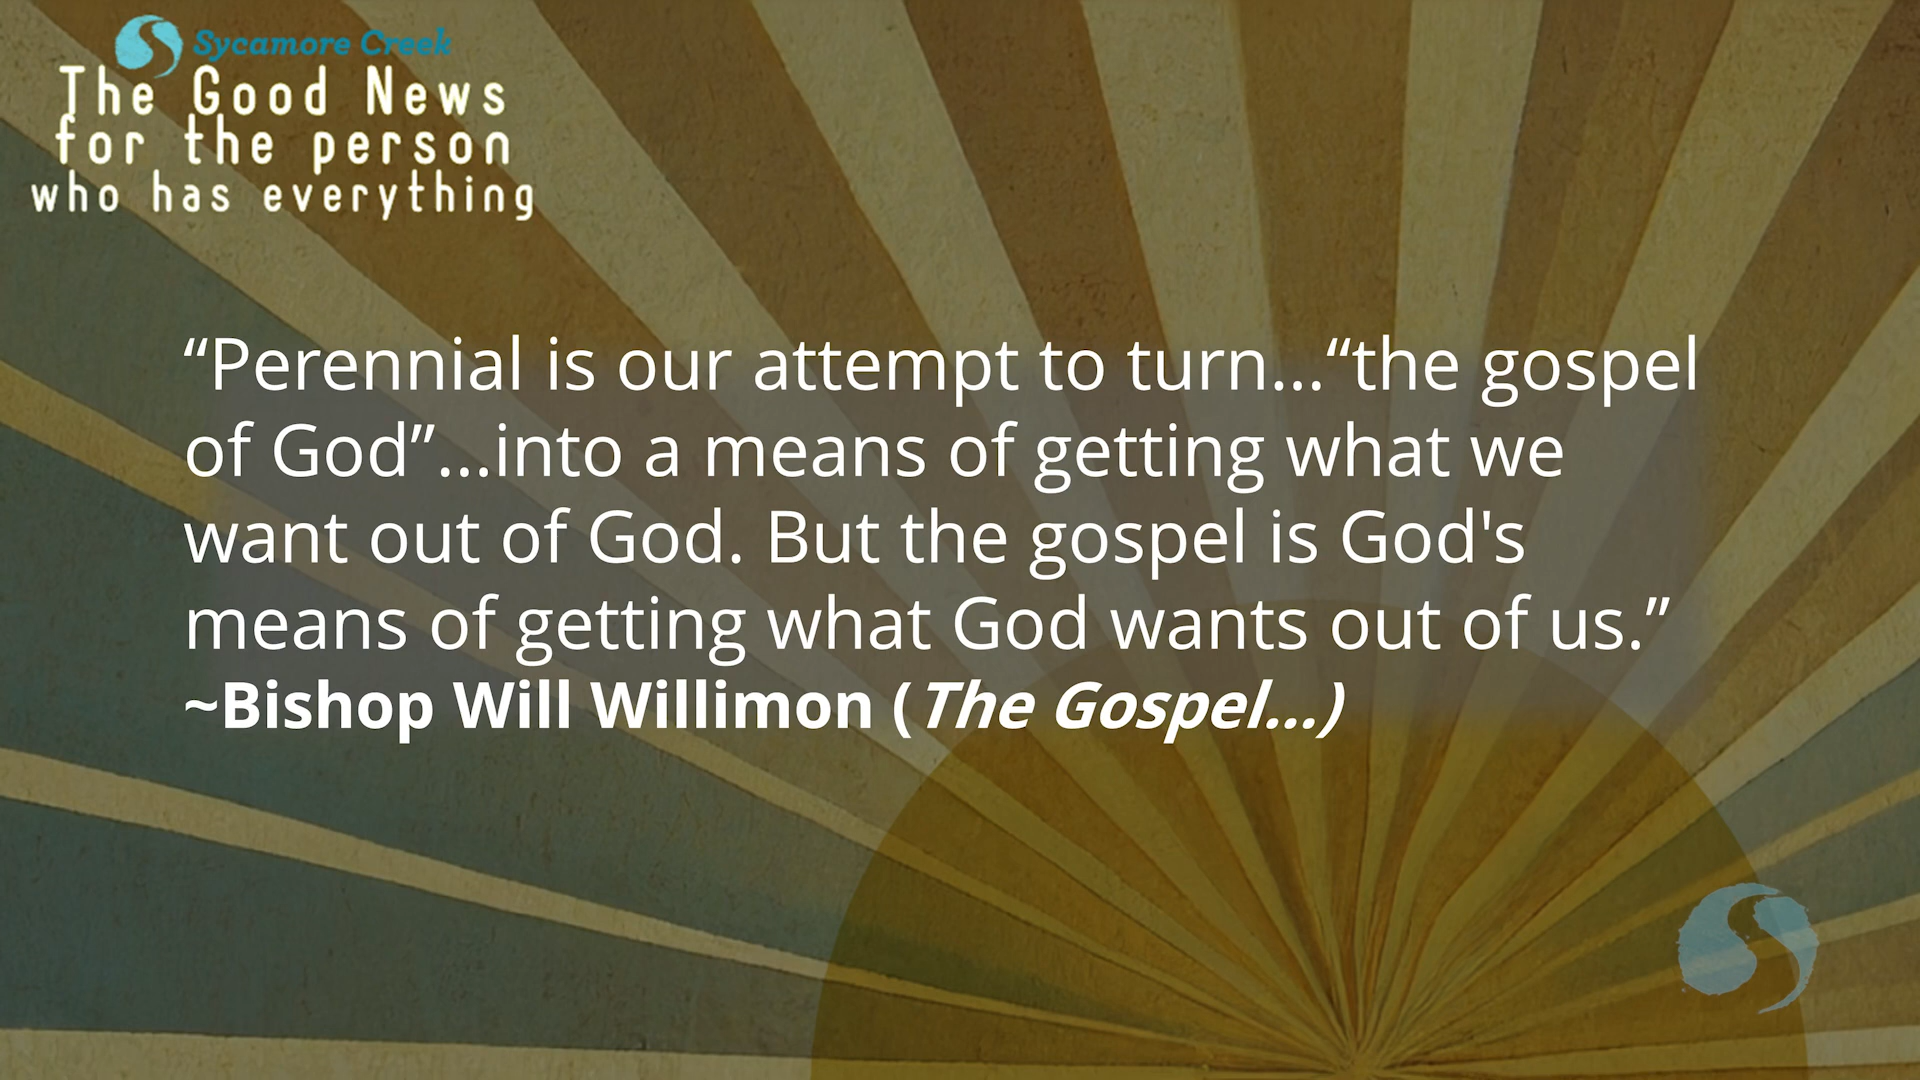 Sycamore Creek
The Good News
for the person
who has everything
“Perennial is our attempt to turn...“the gospel
of God”...into a means of getting what we
want out of God. But the gospel is God's
means of getting what God wants out of us.”
~Bishop Will Willimon (The Gospel...)